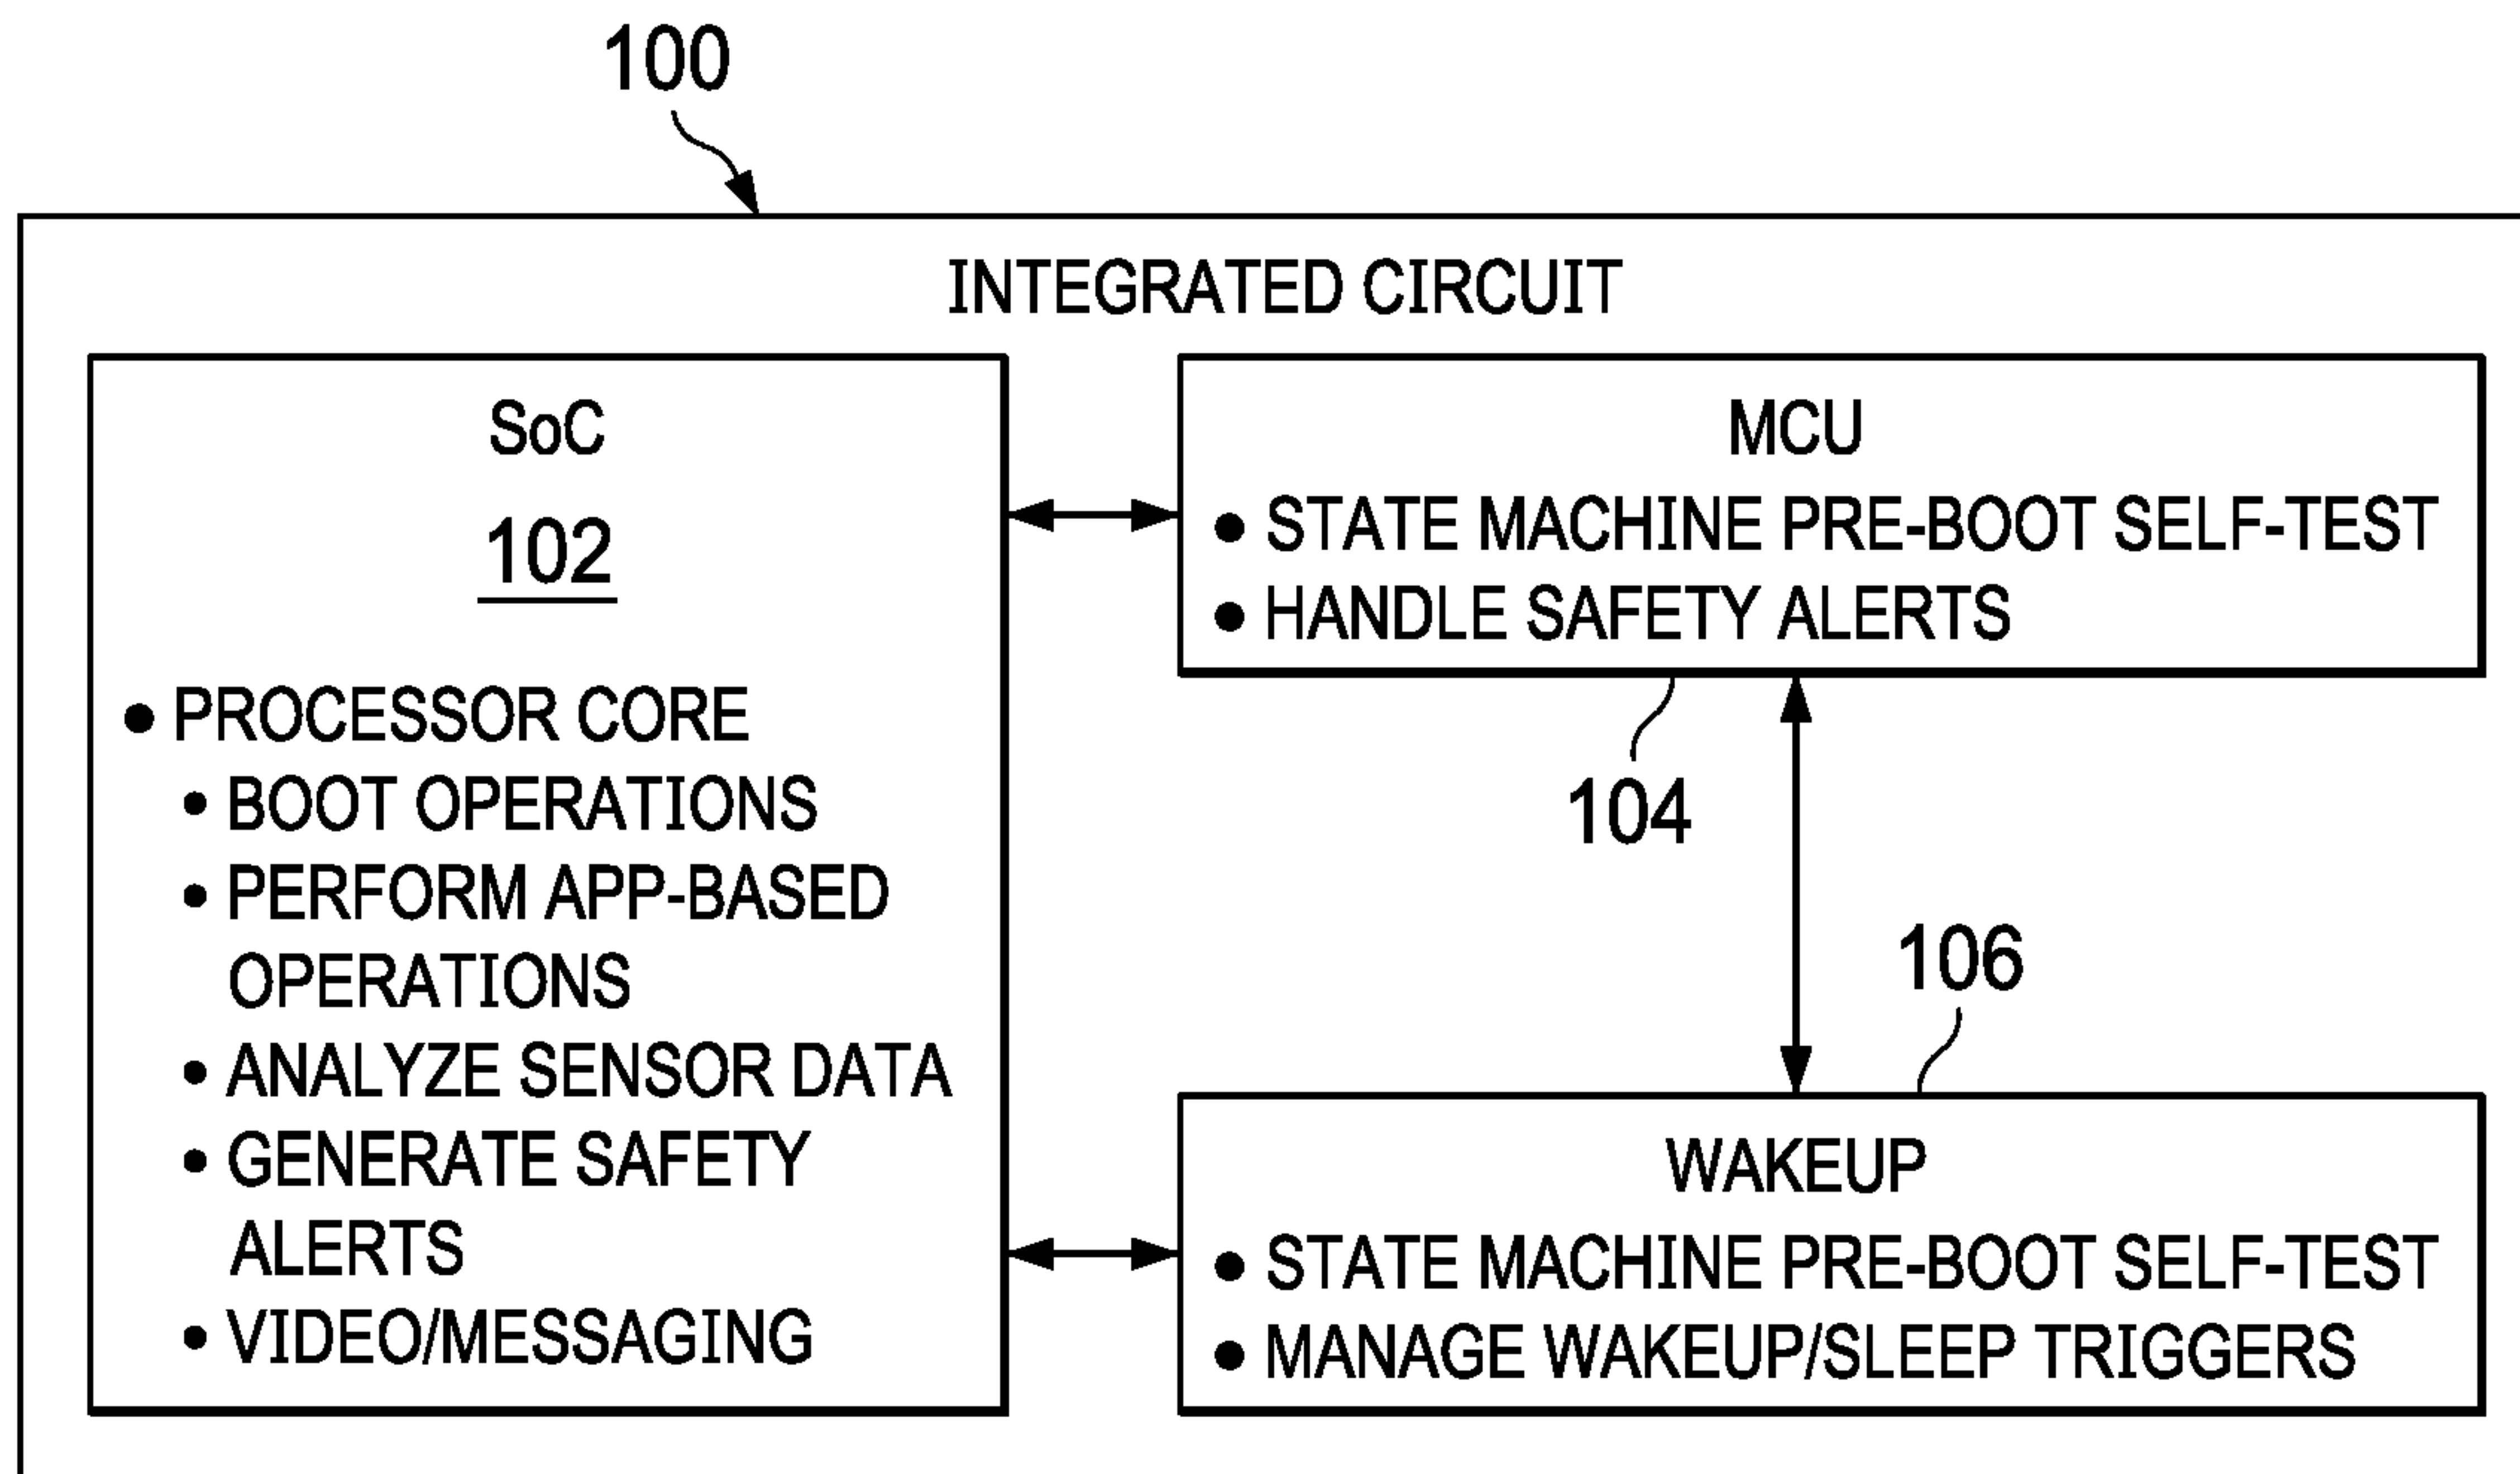 100
INTEGRATED CIRCUIT
SoC
102
● PROCESSOR CORE
• BOOT OPERATIONS
• PERFORM APP-BASED
OPERATIONS
• ANALYZE SENSOR DATA
• GENERATE SAFETY
ALERTS
• VIDEO/MESSAGING
MCU
● STATE MACHINE PRE-BOOT SELF-TEST
● HANDLE SAFETY ALERTS
104
106
WAKEUP
● STATE MACHINE PRE-BOOT SELF-TEST
● MANAGE WAKEUP/SLEEP TRIGGERS